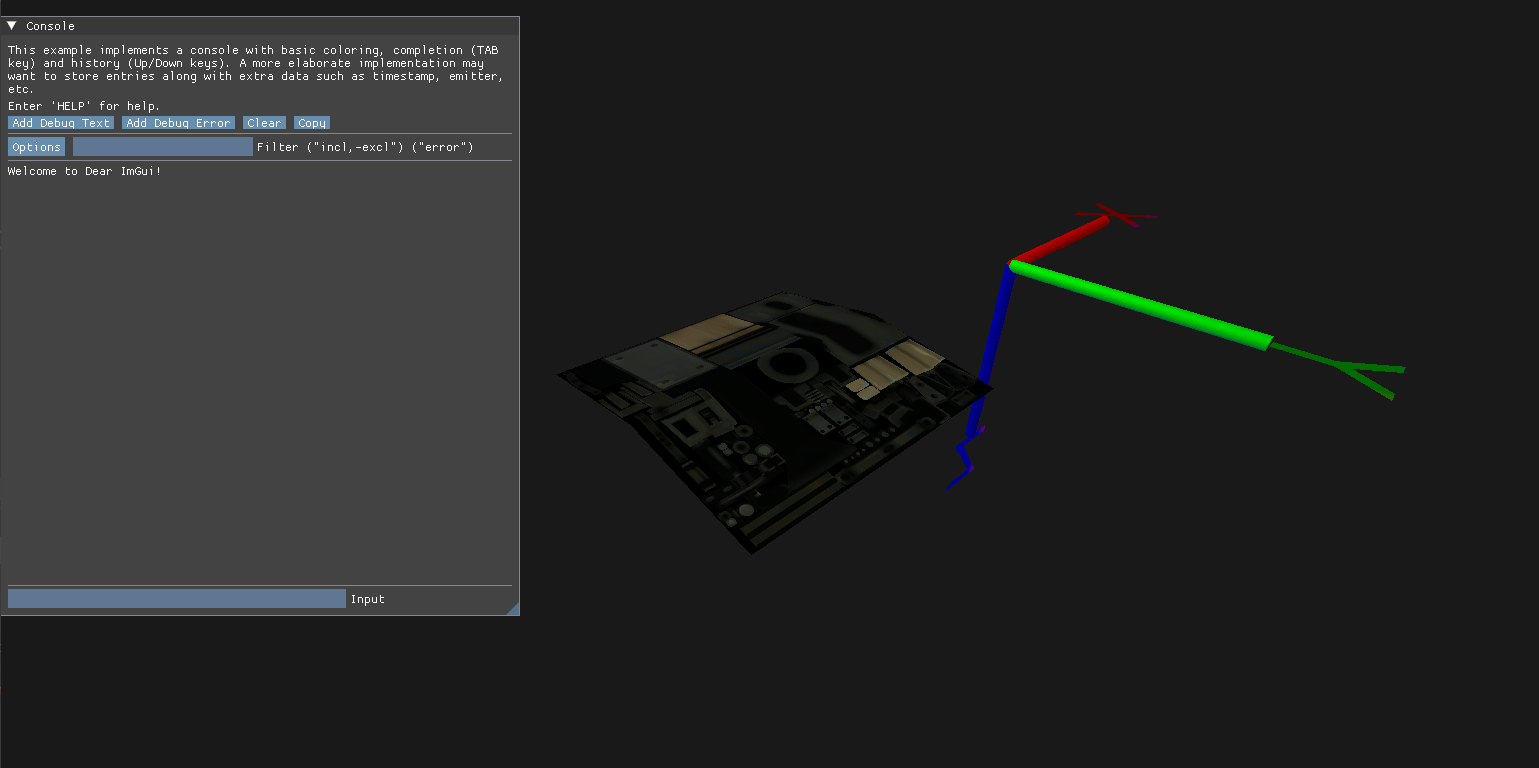 Console
This example implements a console with basic coloring, completion (TAB
key) and history (Up/Down keys). A more elaborate implementation may
want to store entries along with extra data such as timestamp, emitter,
etc.
Enter 'HELP' for help.
Add Debug Text Add Debug Error Clear Copy
Options Filter ("incl,-excl") ("error")
Welcome to Dear ImGui!
Input
X
Y
Z